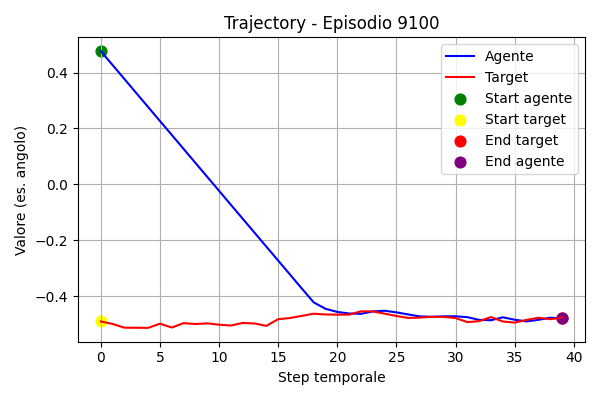 Trajectory - Episodio 9100
Agente
Target
Start agente
Start target
End target
End agente
Valore (es. angolo)
0.4
0.2
0.0
−0.2
−0.4
0 5 10 15 20 25 30 35 40
Step temporale